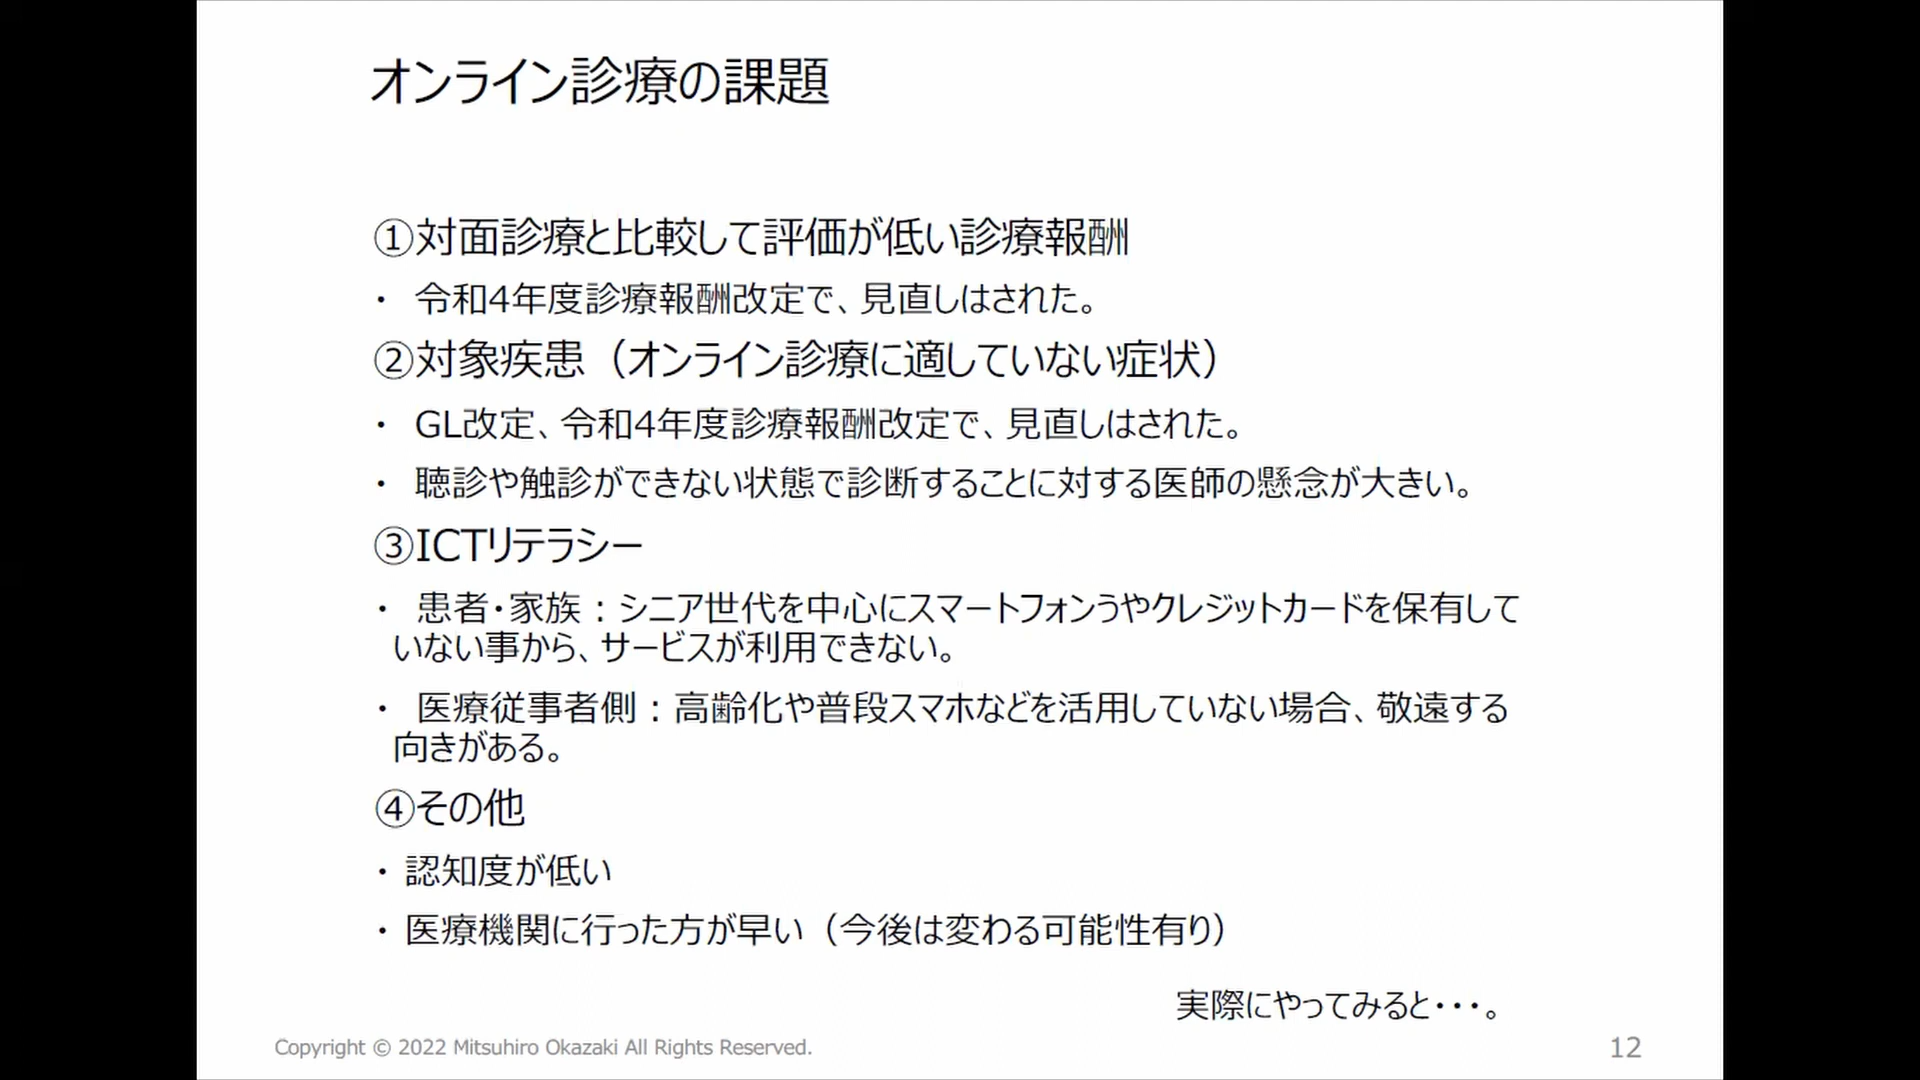 オンライン診療の課題
①対面診療と比較して評価が低い診療報酬
・ 令和4年度診療報酬改定で、見直しはされた。
②対象疾患（オンライン診療に適していない症状）
・ GL改定、令和4年度診療報酬改定で、見直しはされた。
・ 聴診や触診ができない状態で診断することに対する医師の懸念が大きい。
③ICTリテラシー
・ 患者・家族：シニア世代を中心にスマートフォンうやクレジットカードを保有して
いない事から、サービスが利用できない。
・ 医療従事者側：高齢化や普段スマホなどを活用していない場合、敬遠する
向きがある。
④その他
・ 認知度が低い
・ 医療機関に行った方が早い（今後は変わる可能性有り）
実際にやってみると・・・。
Copyright © 2022 Mitsuhiro Okazaki All Rights Reserved.
12